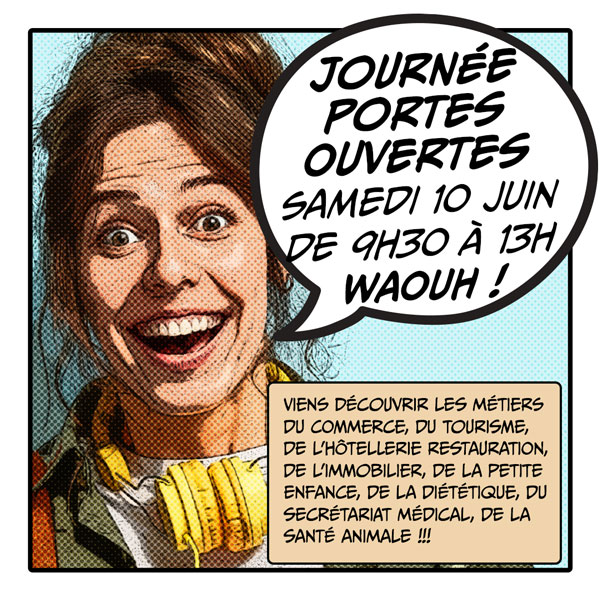 JOURNÉE
PORTES
OUVERTES
SAMEDI 10 JUIN
DE 9H30 À 13H
WAOUH !
VIENS DÉCOUVRIR LES MÉTIERS
DU COMMERCE, DU TOURISME,
DE L'HÔTELLERIE RESTAURATION,
DE L'IMMOBILIER, DE LA PETITE
ENFANCE, DE LA DIÉTÉTIQUE, DU
SECRÉTARIAT MÉDICAL, DE LA
SANTÉ ANIMALE !!!